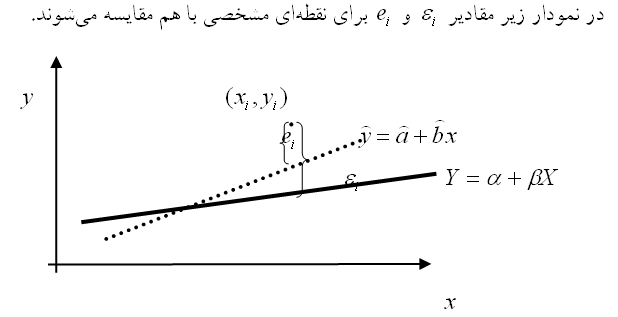 در نمودار زیر مقادیر εᵢ و eᵢ برای نقطه‌ای مشخصی با هم مقایسه می‌شوند.
y
(xᵢ, yᵢ)
eᵢ
ŷ = â + b̂x
εᵢ
Y = α + βX
x